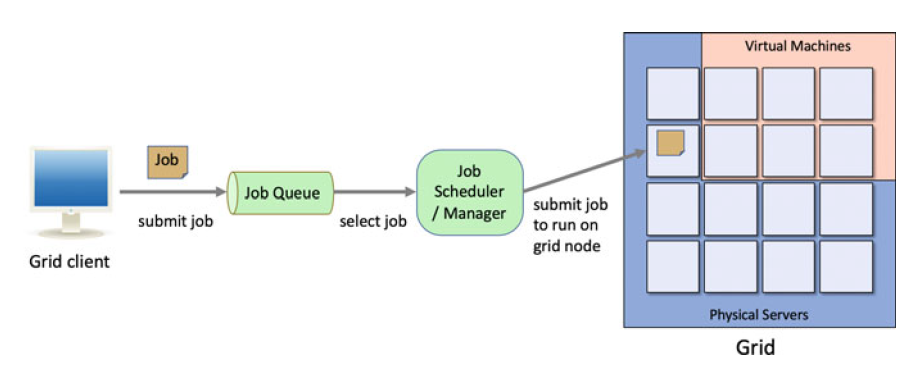 Virtual Machines
Job
Job Queue
Job
Scheduler
/ Manager
submit job
select job
submit job
to run on
grid node
Grid client
Physical Servers
Grid